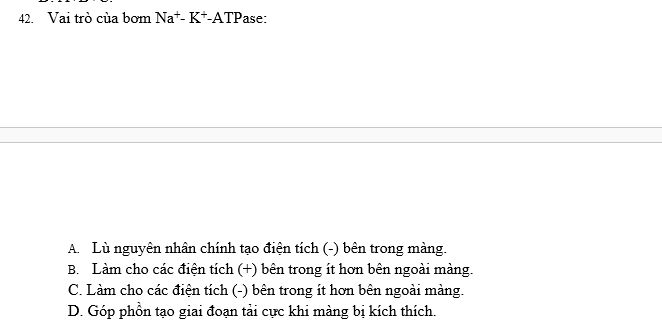 42. Vai trò của bơm Na⁺- K⁺-ATPase:
A. Lù nguyên nhân chính tạo điện tích (-) bên trong màng.
B. Làm cho các điện tích (+) bên trong ít hơn bên ngoài màng.
C. Làm cho các điện tích (-) bên trong ít hơn bên ngoài màng.
D. Góp phồn tạo giai đoạn tải cực khi màng bị kích thích.